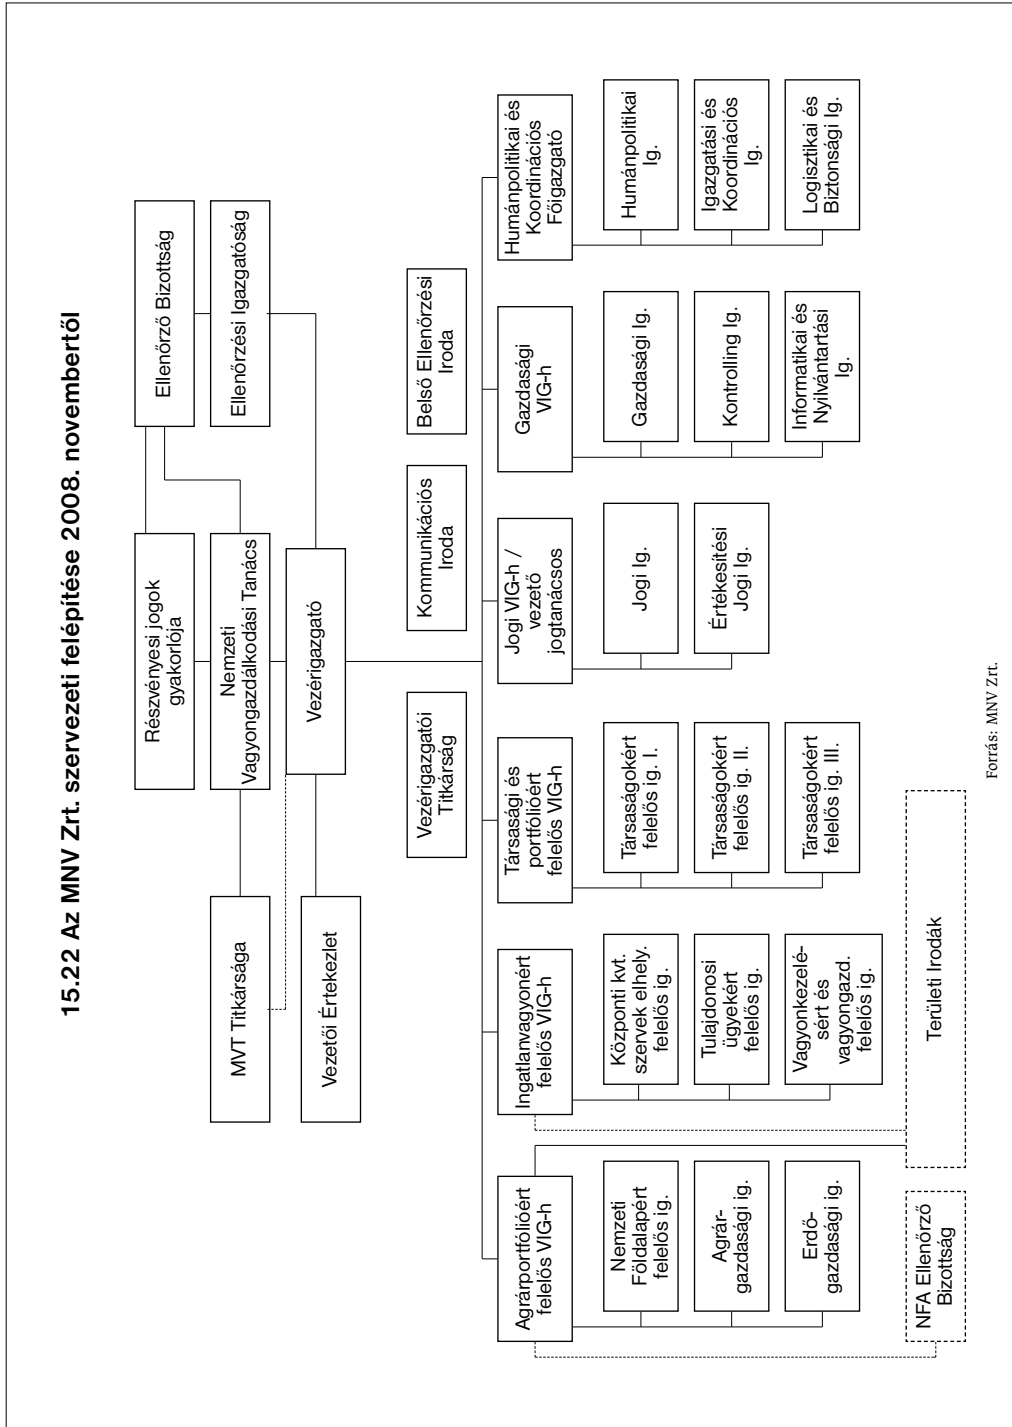 15.22 Az MNV Zrt. szervezeti felépítése 2008. novembertől
Részvényesi jogok
gyakorlója
Ellenőrző Bizottság
MVT Titkársága
Nemzeti
Vagyongazdálkodási Tanács
Ellenőrzési Igazgatóság
Vezetői Értekezlet
Vezérigazgató
Vezérigazgatói
Titkárság
Kommunikációs
Iroda
Belső Ellenőrzési
Iroda
Agrárportfólióért
felelős VIG-h
Ingatlanvagyonért
felelős VIG-h
Társasági és
portfólióért
felelős VIG-h
Jogi VIG-h /
vezető
jogtanácsos
Gazdasági
VIG-h
Humánpolitikai és
Koordinációs
Főigazgató
Nemzeti
Földalapért
felelős ig.
Agrár-
gazdasági ig.
Erdő-
gazdasági ig.
Központi kvt.
szervek elhely.
felelős ig.
Tulajdonosi
ügyekért
felelős ig.
Vagyonkezelé-
sért és
vagyongazd.
felelős ig.
Társaságokért
felelős ig. I.
Társaságokért
felelős ig. II.
Társaságokért
felelős ig. III.
Jogi Ig.
Értékesítési
Jogi Ig.
Gazdasági Ig.
Kontrolling Ig.
Informatikai és
Nyilvántartási
Ig.
Humánpolitikai
Ig.
Igazgatási és
Koordinációs
Ig.
Logisztikai és
Biztonsági Ig.
NFA Ellenőrző
Bizottság
Területi Irodák
Forrás: MNV Zrt.